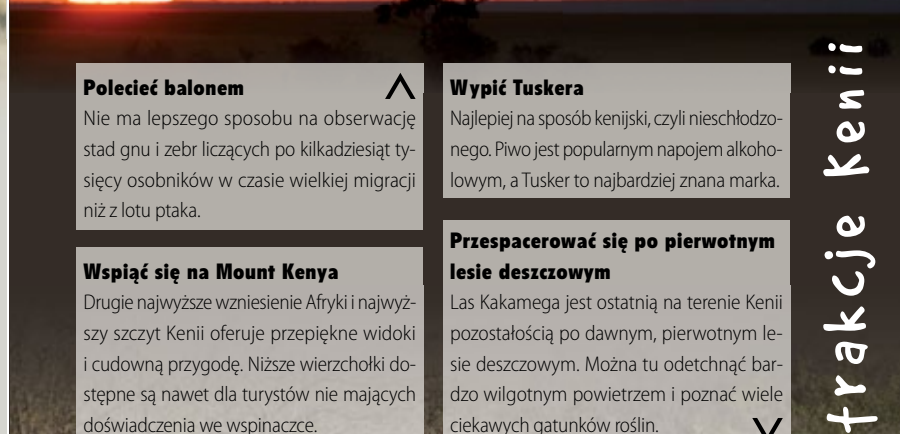 Polecieć balonem
Nie ma lepszego sposobu na obserwację
stad gnu i zebr liczących po kilkadziesiąt ty-
sięcy osobników w czasie wielkiej migracji
niż z lotu ptaka.
Wspiąć się na Mount Kenya
Drugie najwyższe wzniesienie Afryki i najwyż-
szy szczyt Kenii oferuje przepiękne widoki
i cudowną przygodę. Niższe wierzchołki do-
stępne są nawet dla turystów nie mających
doświadczenia we wspinaczce.
Wypić Tuskera
Najlepiej na sposób kenijski, czyli nieschłodzo-
nego. Piwo jest popularnym napojem alkoho-
lowym, a Tusker to najbardziej znana marka.
Przespacerować się po pierwotnym
lesie deszczowym
Las Kakamega jest ostatnią na terenie Kenii
pozostałością po dawnym, pierwotnym le-
sie deszczowym. Można tu odetchnąć bar-
dzo wilgotnym powietrzem i poznać wiele
ciekawych gatunków roślin.
trakcje Kenii